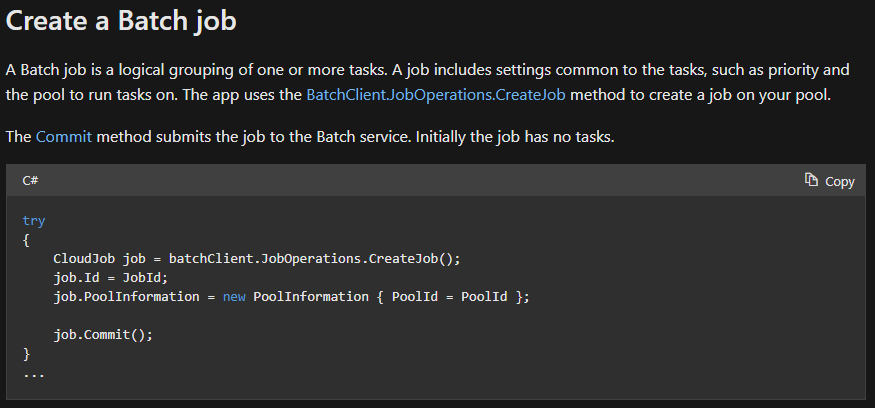 Create a Batch job
A Batch job is a logical grouping of one or more tasks. A job includes settings common to the tasks, such as priority and
the pool to run tasks on. The app uses the BatchClient.JobOperations.CreateJob method to create a job on your pool.
The Commit method submits the job to the Batch service. Initially the job has no tasks.
C# Copy
try
{
    CloudJob job = batchClient.JobOperations.CreateJob();
    job.Id = JobId;
    job.PoolInformation = new PoolInformation { PoolId = PoolId };
    job.Commit();
}
...